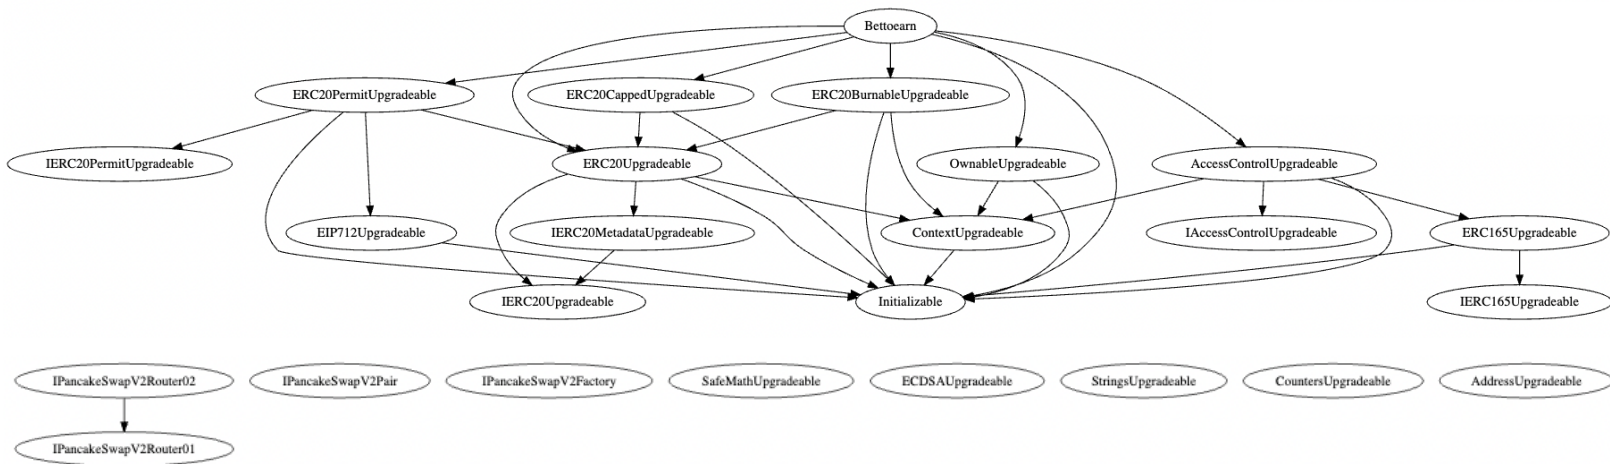 Bettoearn
ERC20PermitUpgradeable
ERC20CappedUpgradeable
ERC20BurnableUpgradeable
IERC20PermitUpgradeable
ERC20Upgradeable
OwnableUpgradeable
AccessControlUpgradeable
EIP712Upgradeable
IERC20MetadataUpgradeable
ContextUpgradeable
IAccessControlUpgradeable
ERC165Upgradeable
IERC20Upgradeable
Initializable
IERC165Upgradeable
IPancakeSwapV2Router02
IPancakeSwapV2Pair
IPancakeSwapV2Factory
SafeMathUpgradeable
ECDSAUpgradeable
StringsUpgradeable
CountersUpgradeable
AddressUpgradeable
IPancakeSwapV2Router01